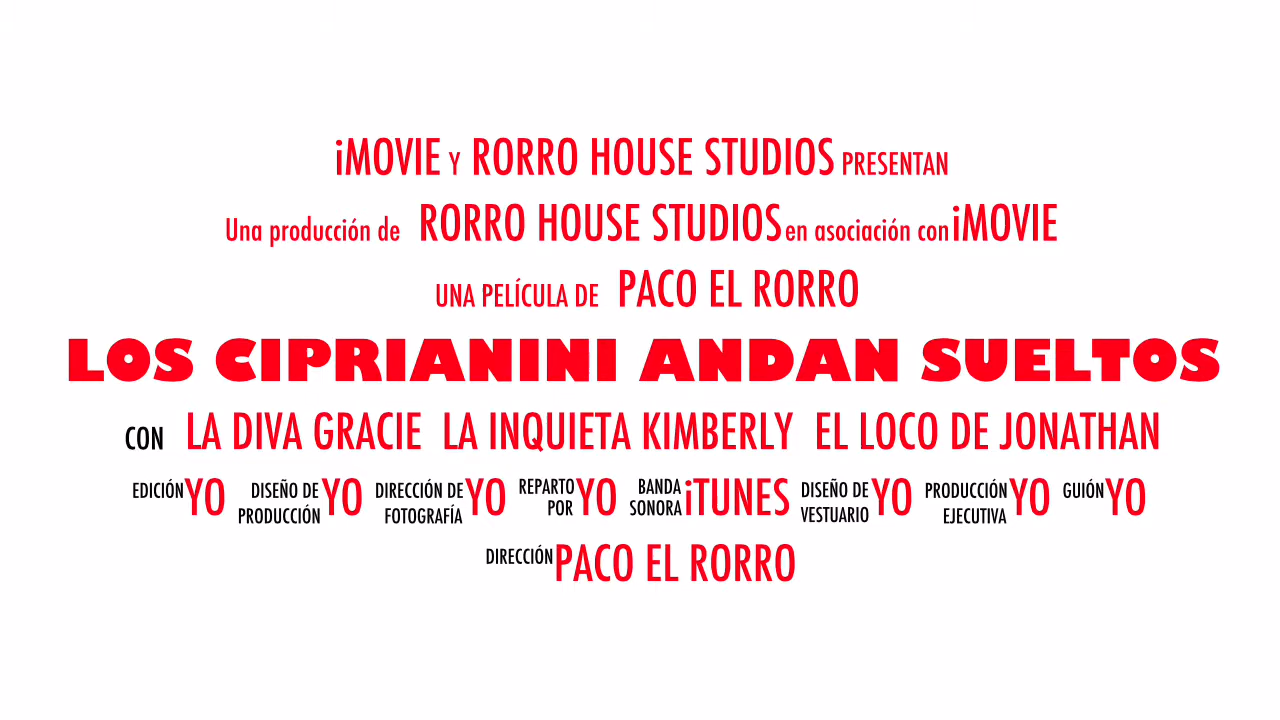 iMOVIE Y RORRO HOUSE STUDIOS PRESENTAN
Una producción de RORRO HOUSE STUDIOS en asociación con iMOVIE
UNA PELÍCULA DE PACO EL RORRO
LOS CIPRIANINI ANDAN SUELTOS
CON LA DIVA GRACIE LA INQUIETA KIMBERLY EL LOCO DE JONATHAN
EDICIÓN YO DISEÑO DE PRODUCCIÓN YO DIRECCIÓN DE FOTOGRAFÍA YO REPARTO POR YO BANDA SONORA iTUNES DISEÑO DE VESTUARIO YO PRODUCCIÓN EJECUTIVA YO GUIÓN YO
DIRECCIÓN PACO EL RORRO